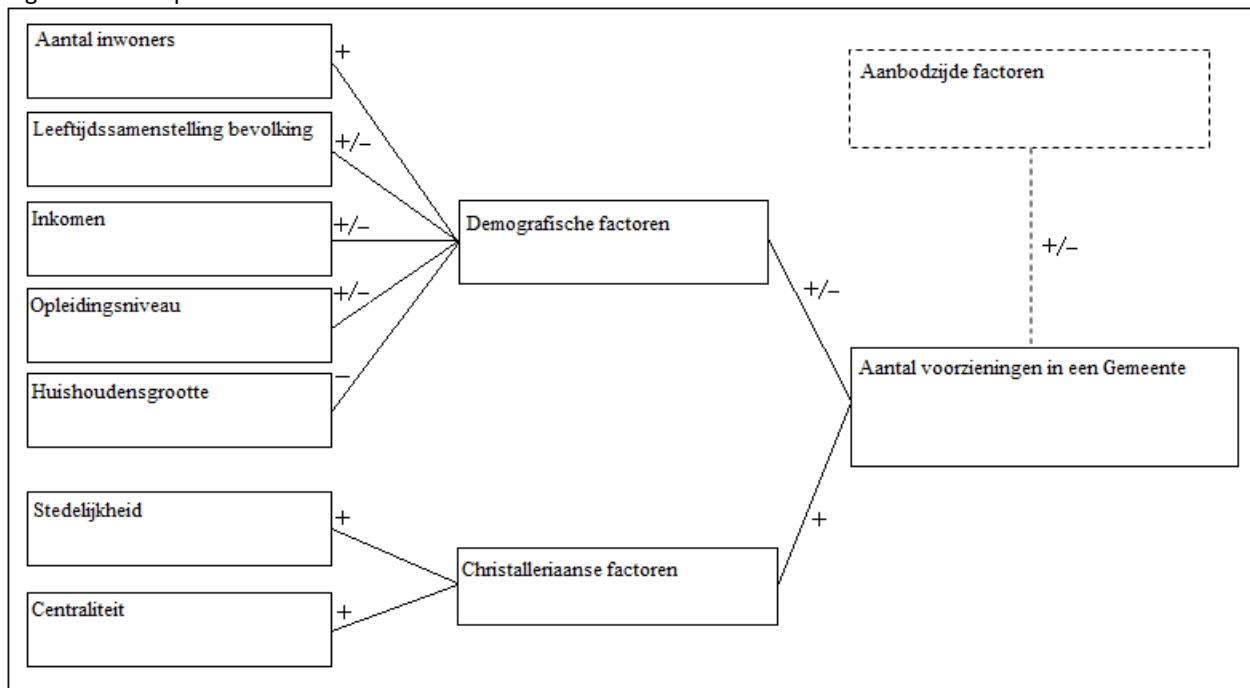 Aantal inwoners
+
Aanbodzijde factoren
Leeftijdssamenstelling bevolking
+/−
Inkomen
+/−
Demografische factoren
+/−
+/−
Opleidingsniveau
+/−
Aantal voorzieningen in een Gemeente
Huishoudensgrootte
−
Stedelijkheid
+
+
Christalleriaanse factoren
Centraliteit
+